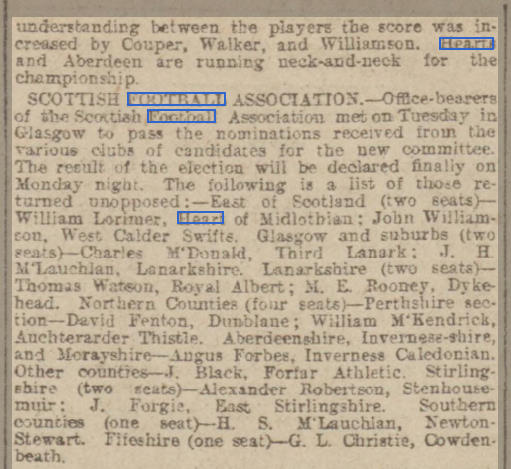 understanding between the players the score was in-
creased by Couper, Walker, and Williamson. Hearts
and Aberdeen are running neck-and-neck for the
championship.
SCOTTISH FOOTBALL ASSOCIATION.—Office-bearers
of the Scottish Football Association met on Tuesday in
Glasgow to pass the nominations received from the
various clubs of candidates for the new committee.
The result of the election will be declared finally on
Monday night. The following is a list of those re-
turned unopposed:—East of Scotland (two seats)—
William Lorimer, Heart of Midlothian; John William-
son, West Calder Swifts. Glasgow and suburbs (two
seats)—Charles M'Donald, Third Lanark; J. H.
M'Lauchlan, Lanarkshire. Lanarkshire (two seats)—
Thomas Watson, Royal Albert; M. E. Rooney, Dyke-
head. Northern Counties (four seats)—Perthshire sec-
tion—David Fenton, Dunblane; William M'Kendrick,
Auchterarder Thistle. Aberdeenshire, Inverness-shire,
and Morayshire—Angus Forbes, Inverness Caledonian.
Other counties—J. Black, Forfar Athletic. Stirling-
shire (two seats)—Alexander Robertson, Stenhouse-
muir; J. Forgie, East Stirlingshire. Southern
counties (one seat)—H. S. M'Lauchlan, Newton-
Stewart. Fifeshire (one seat)—G. L. Christie, Cowden-
beath.